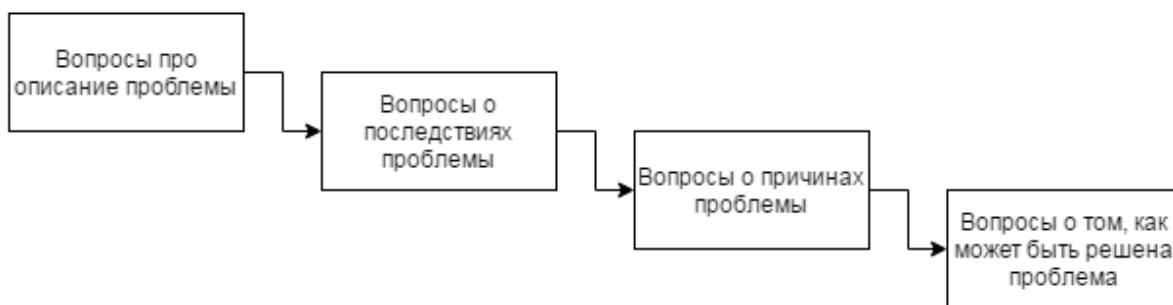 Вопросы про
описание проблемы
Вопросы о
последствиях
проблемы
Вопросы о причинах
проблемы
Вопросы о том, как
может быть решена
проблема